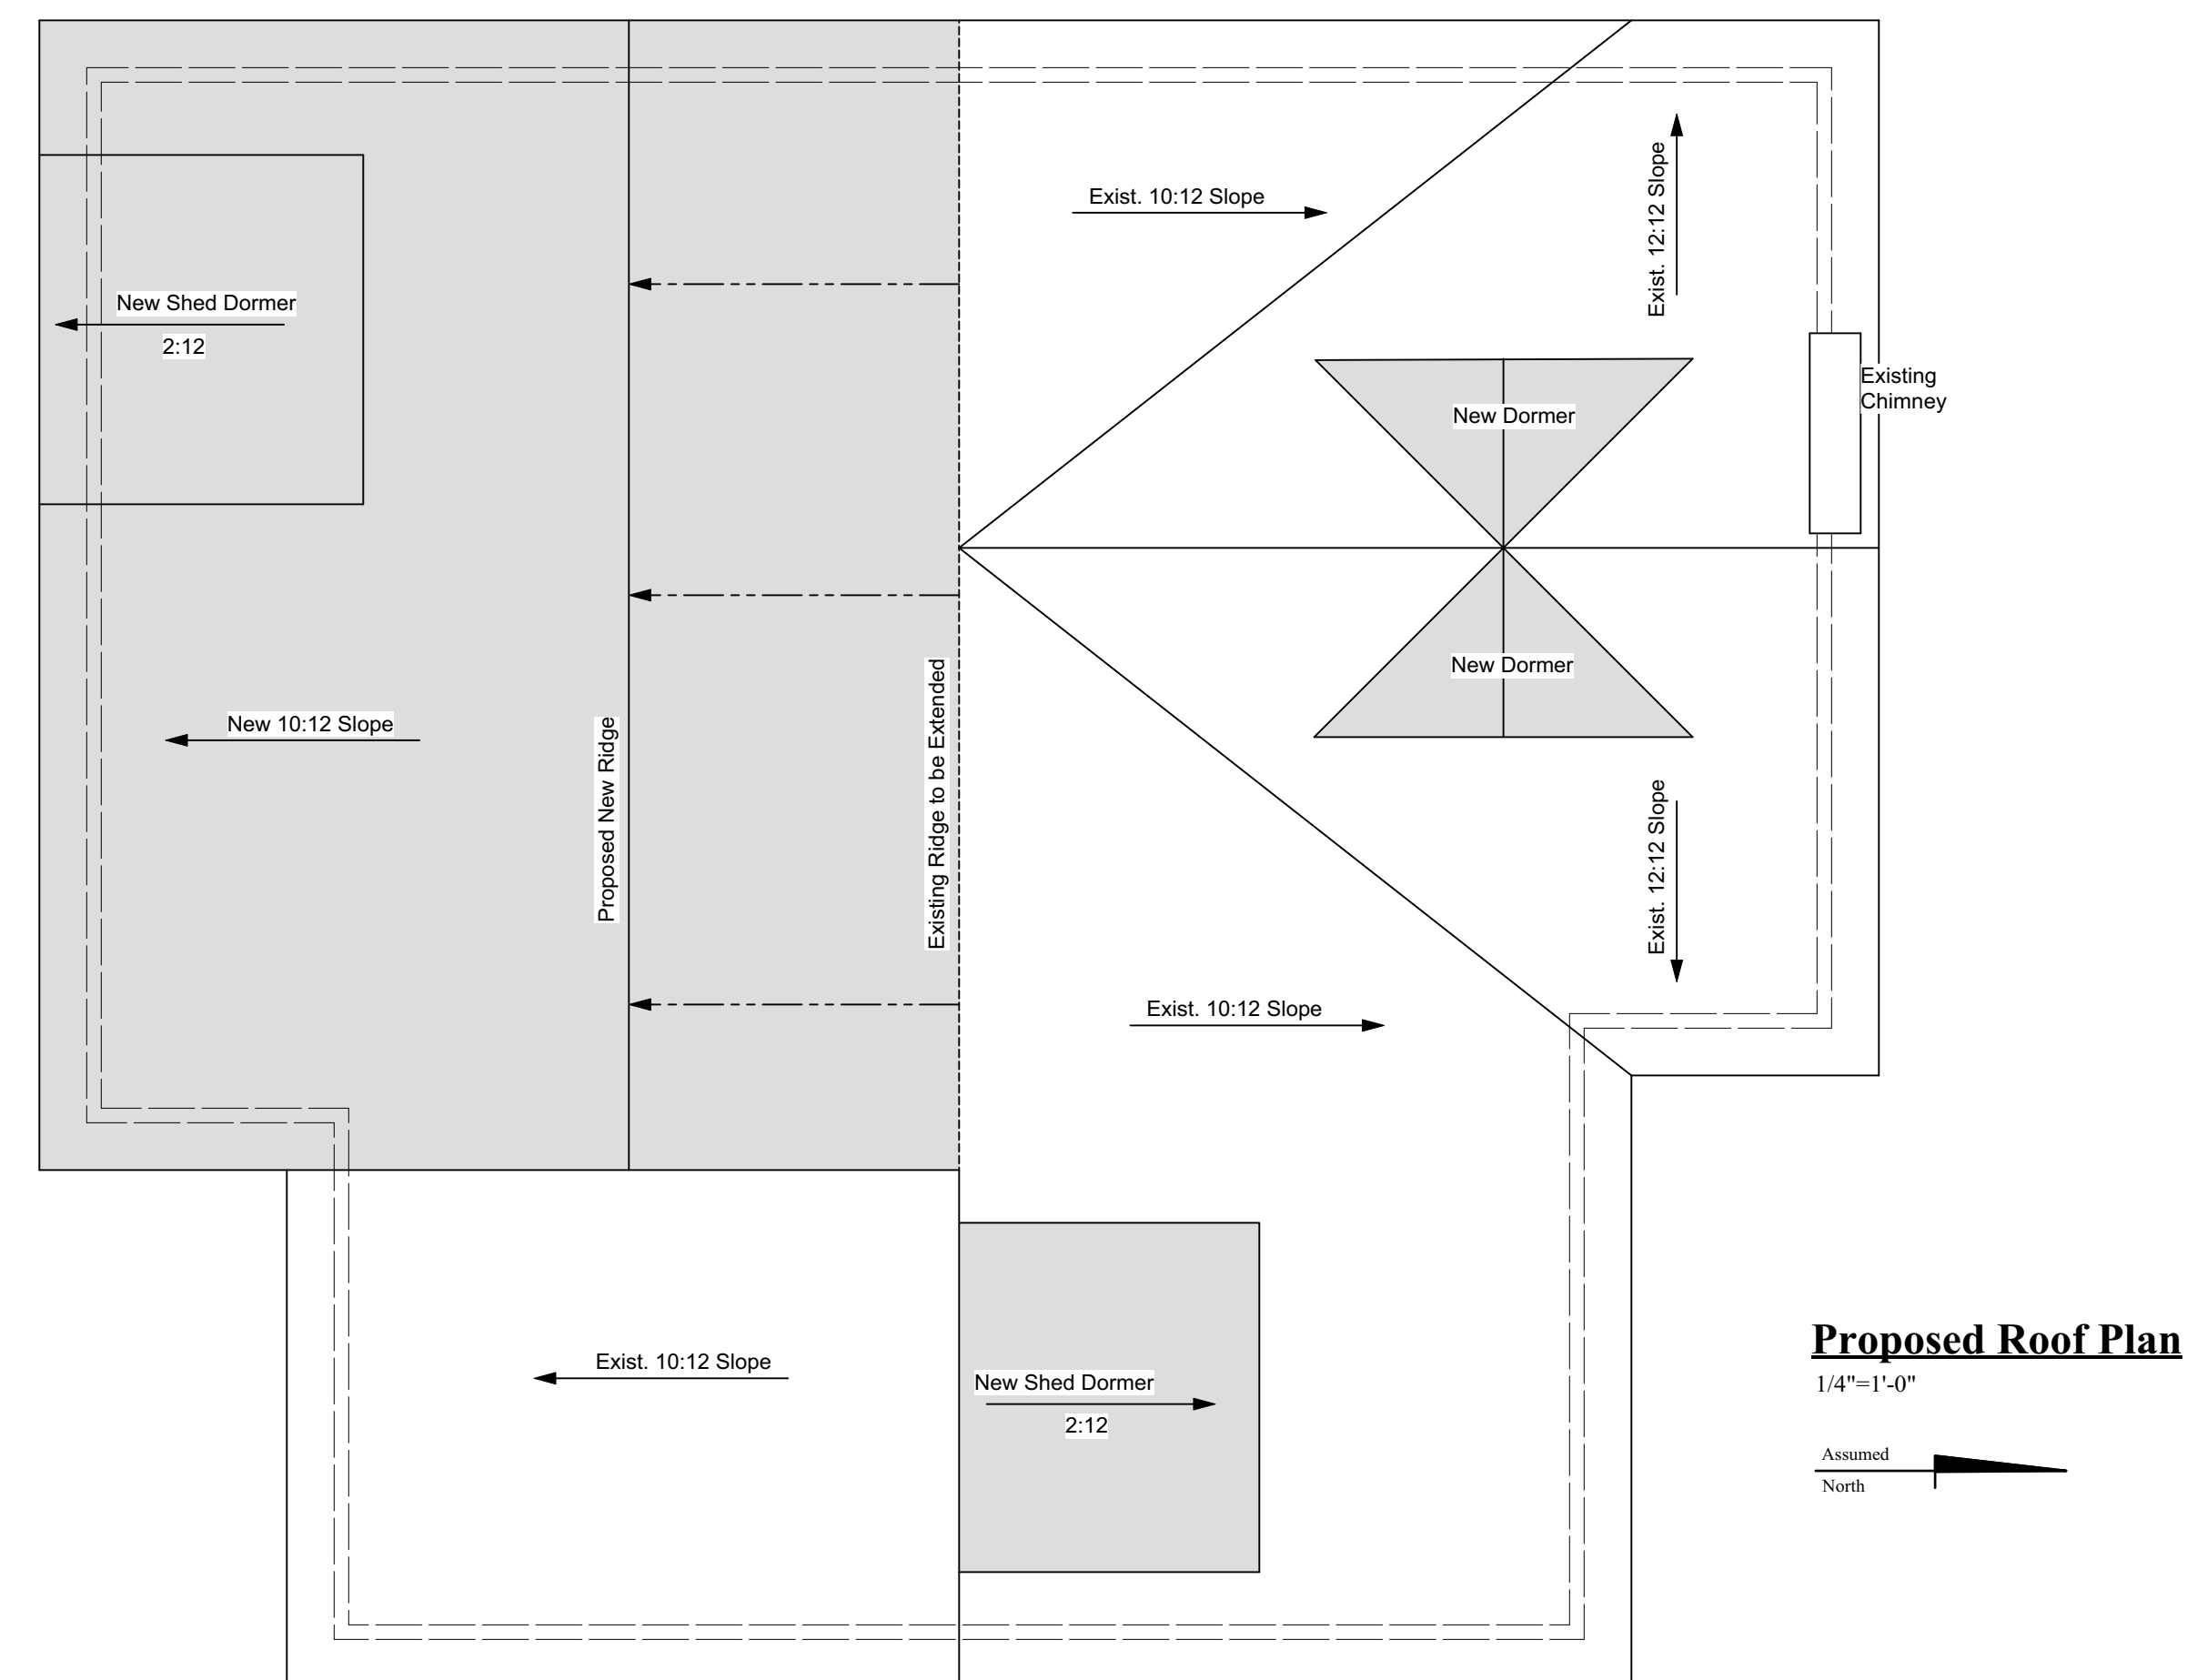 Exist. 10:12 Slope
Exist. 12:12 Slope
New Shed Dormer
2:12
Existing
Chimney
New Dormer
New Dormer
New 10:12 Slope
Proposed New Ridge
Existing Ridge to be Extended
Exist. 12:12 Slope
Exist. 10:12 Slope
Exist. 10:12 Slope
New Shed Dormer
2:12
Proposed Roof Plan
1/4"=1'-0"
Assumed
North